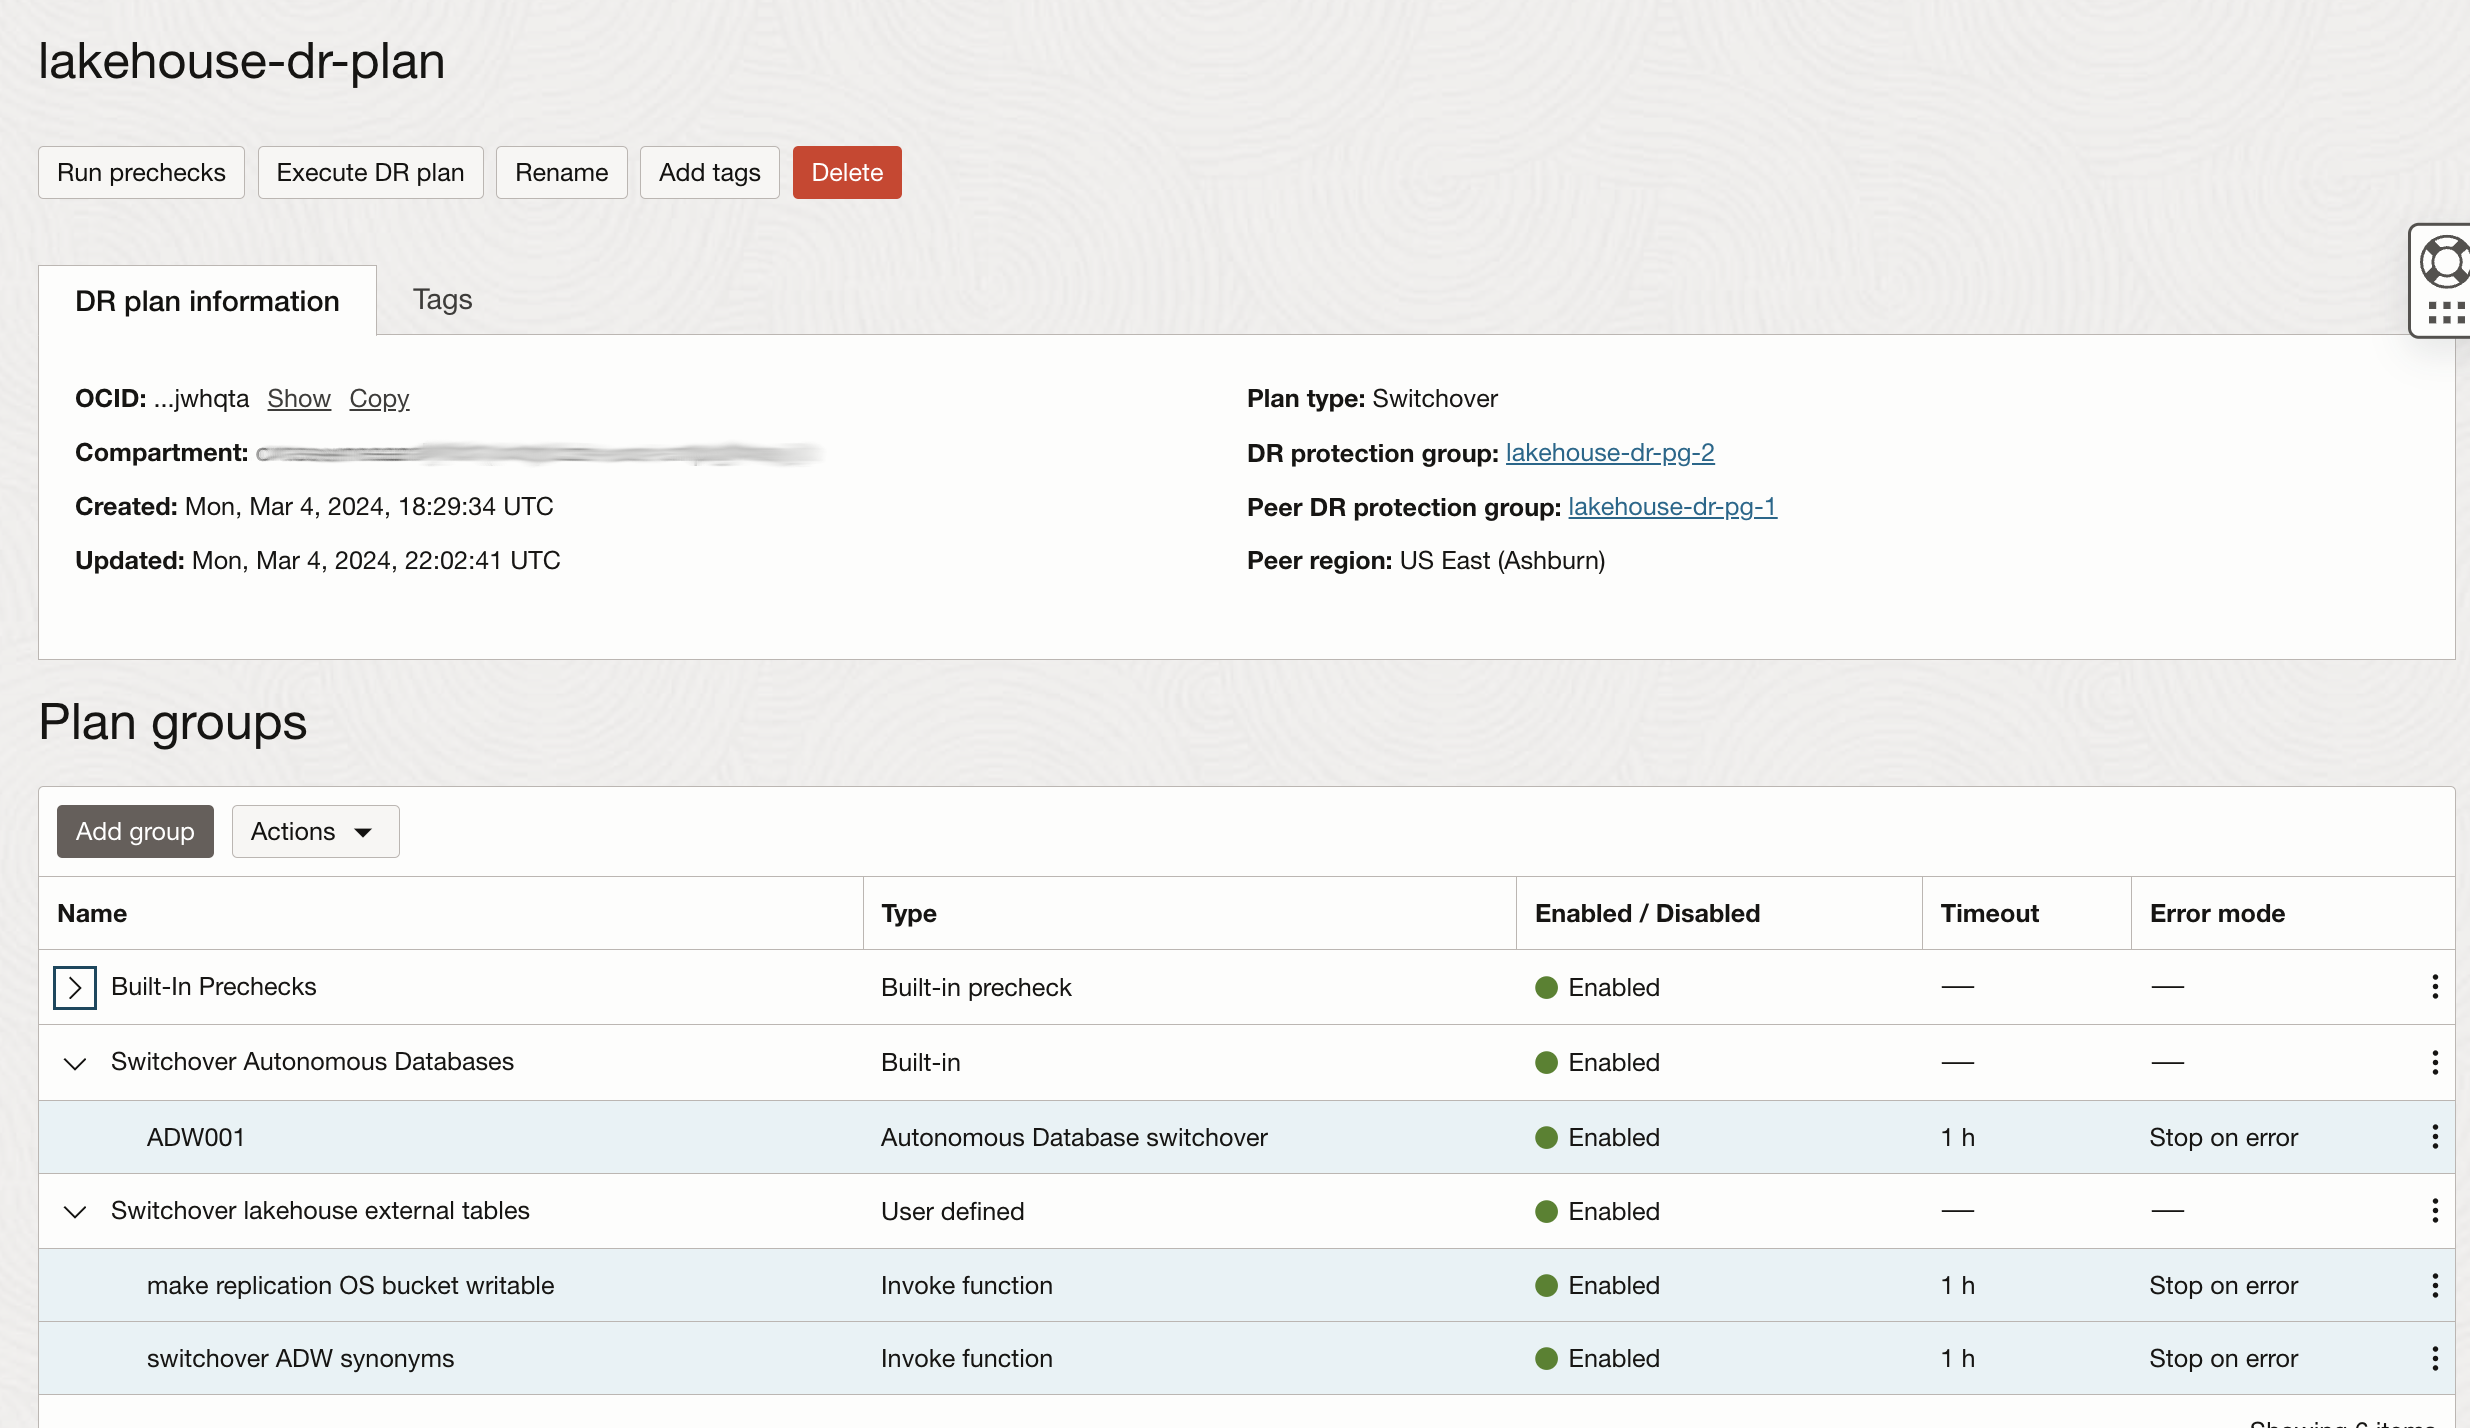 lakehouse-dr-plan
Run prechecks Execute DR plan Rename Add tags Delete
DR plan information Tags
OCID: ...jwhqta Show Copy
Compartment:
Created: Mon, Mar 4, 2024, 18:29:34 UTC
Updated: Mon, Mar 4, 2024, 22:02:41 UTC
Plan type: Switchover
DR protection group: lakehouse-dr-pg-2
Peer DR protection group: lakehouse-dr-pg-1
Peer region: US East (Ashburn)
Plan groups
Add group Actions
Name Type Enabled / Disabled Timeout Error mode
Built-In Prechecks Built-in precheck Enabled — —
Switchover Autonomous Databases Built-in Enabled — —
ADW001 Autonomous Database switchover Enabled 1 h Stop on error
Switchover lakehouse external tables User defined Enabled — —
make replication OS bucket writable Invoke function Enabled 1 h Stop on error
switchover ADW synonyms Invoke function Enabled 1 h Stop on error
Showing 6 items